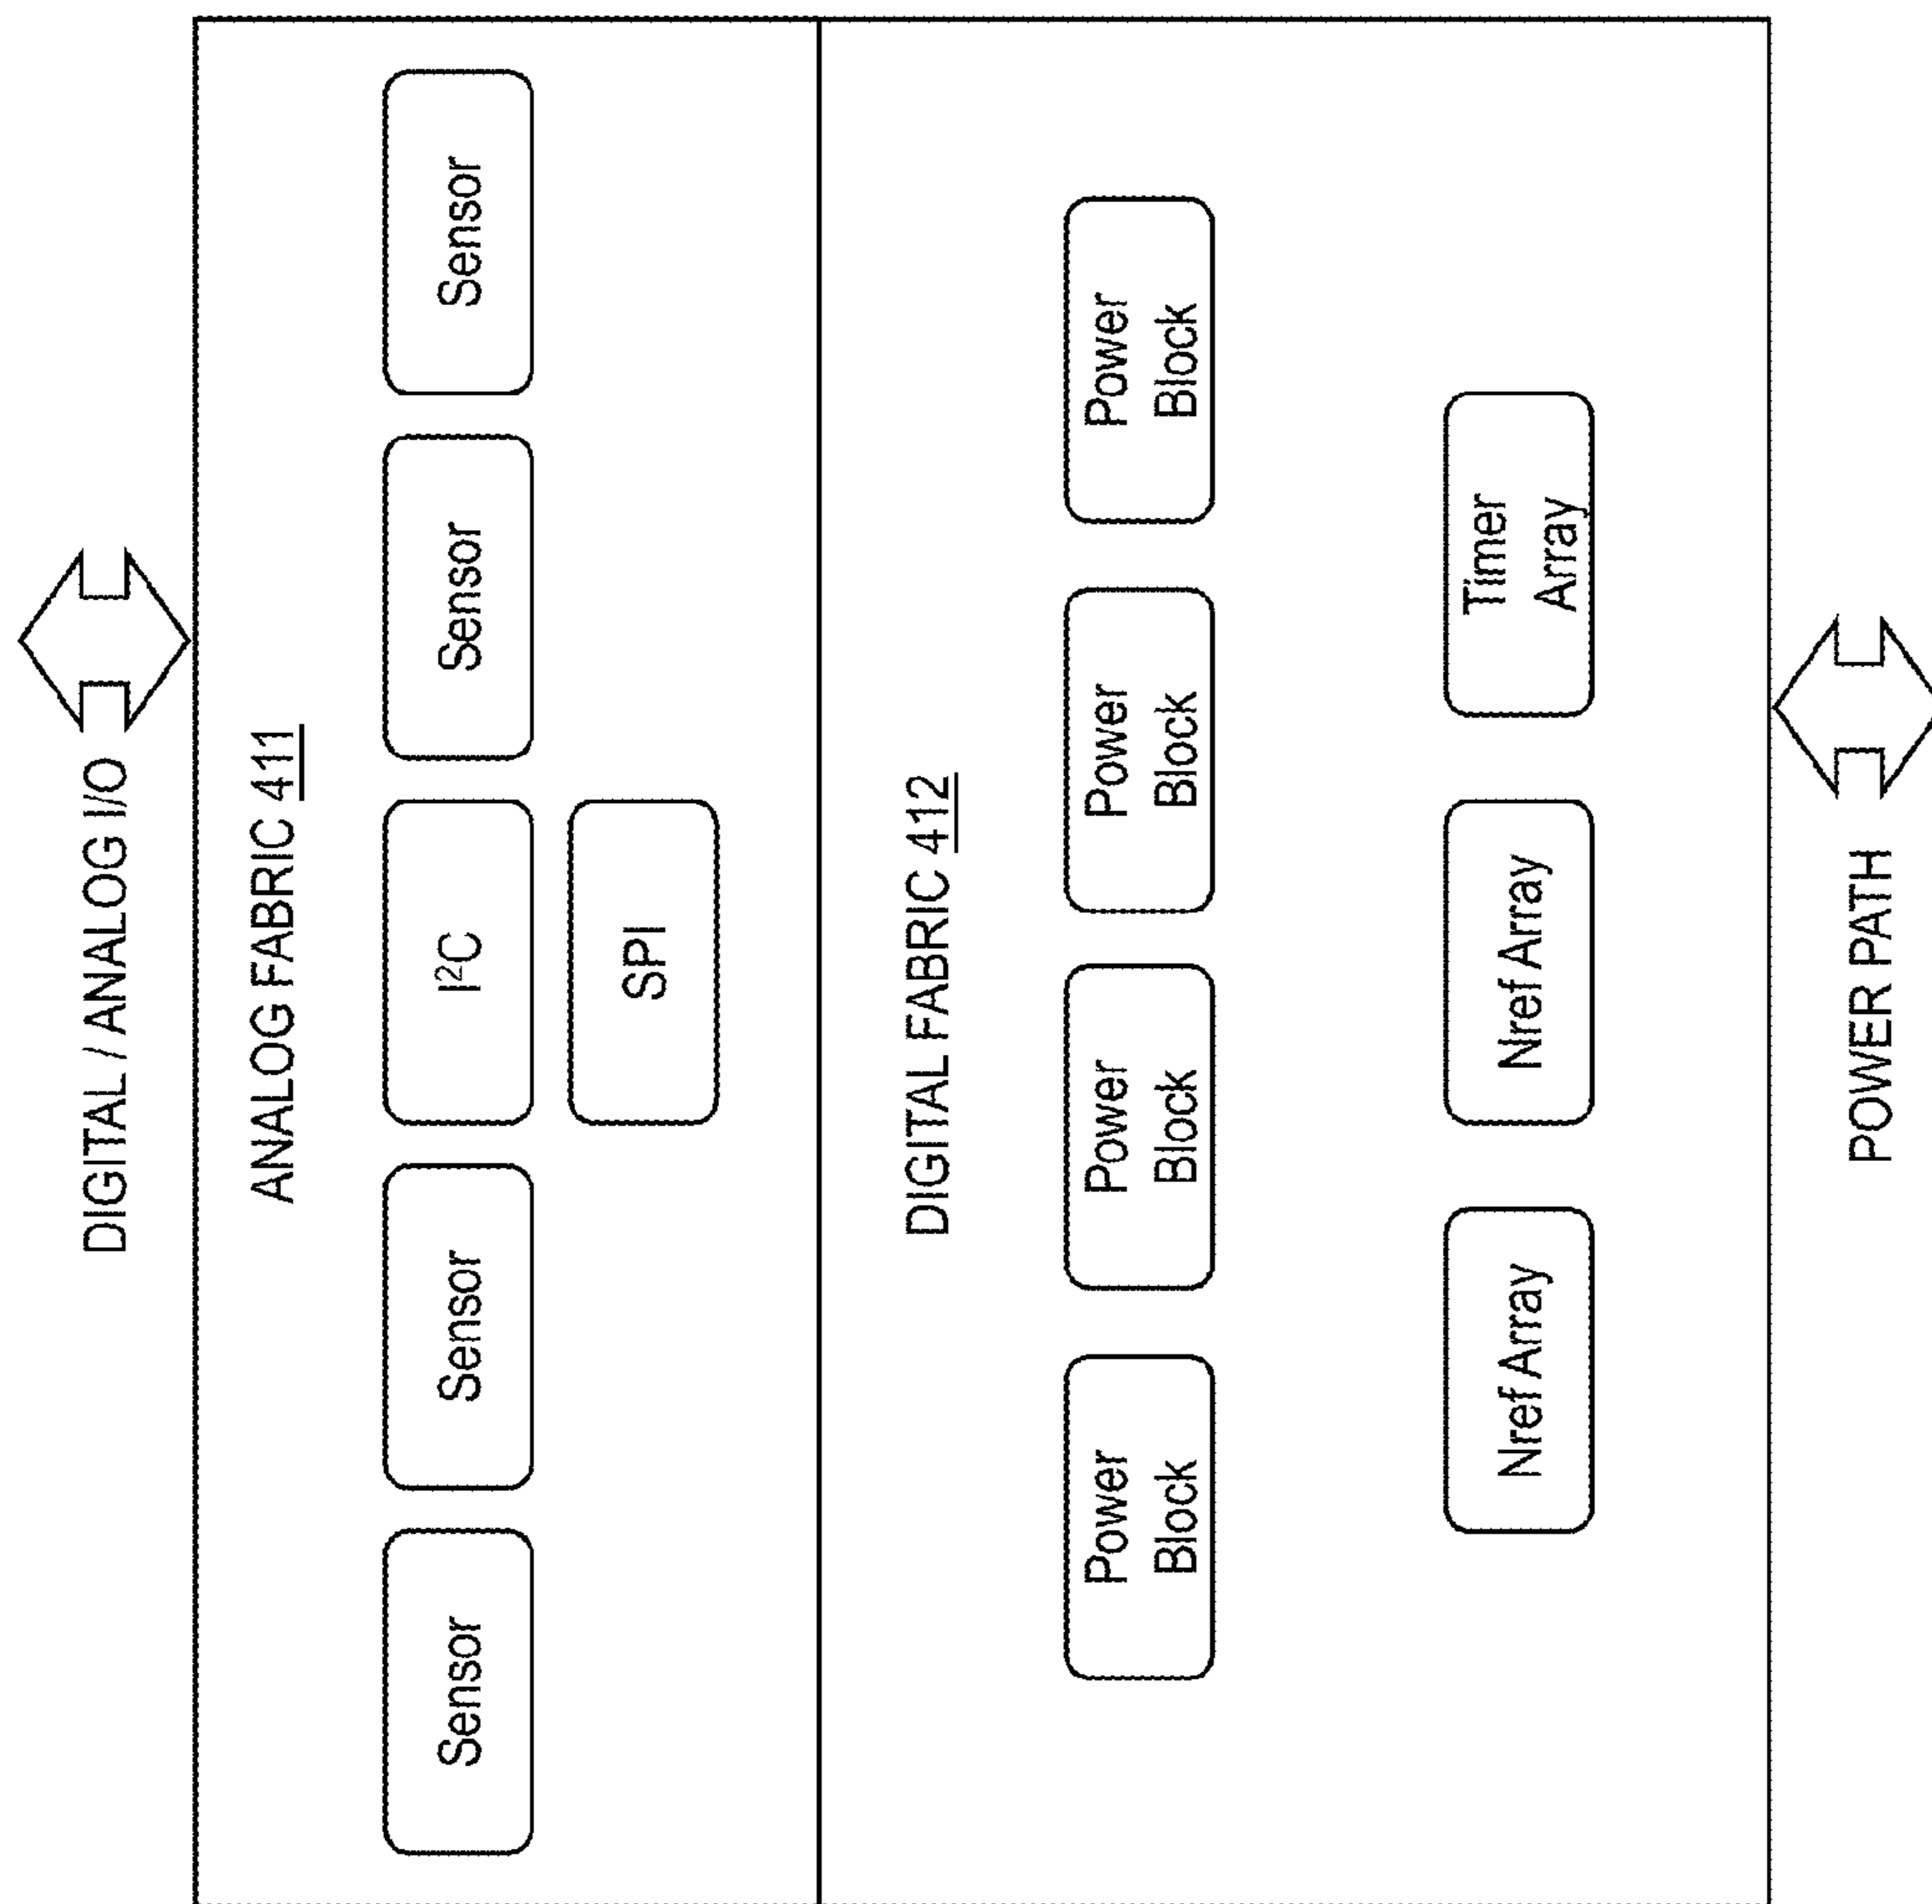 DIGITAL / ANALOG I/O
ANALOG FABRIC 411
Sensor
Sensor
I²C
Sensor
Sensor
SPI
DIGITAL FABRIC 412
Power
Block
Power
Block
Power
Block
Power
Block
Nref Array
Nref Array
Timer
Array
POWER PATH